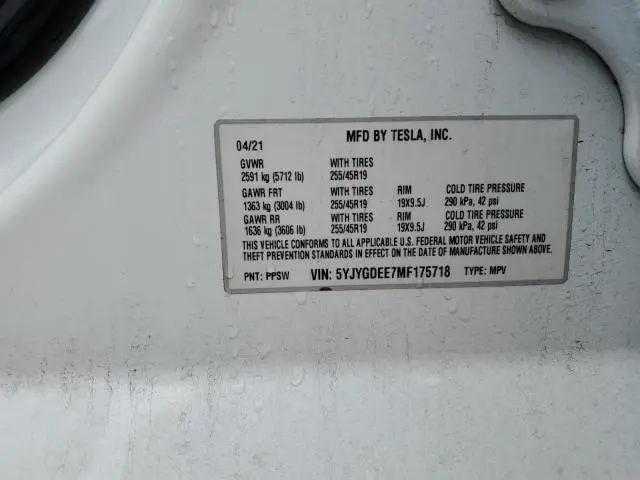 04/21 MFD BY TESLA, INC.
GVWR WITH TIRES
2591 kg (5712 lb) 255/45R19
GAWR FRT WITH TIRES RIM COLD TIRE PRESSURE
1363 kg (3004 lb) 255/45R19 19X9.5J 290 kPa, 42 psi
GAWR RR WITH TIRES RIM COLD TIRE PRESSURE
1636 kg (3606 lb) 255/45R19 19X9.5J 290 kPa, 42 psi
THIS VEHICLE CONFORMS TO ALL APPLICABLE U.S. FEDERAL MOTOR VEHICLE SAFETY AND
THEFT PREVENTION STANDARDS IN EFFECT ON THE DATE OF MANUFACTURE SHOWN ABOVE.
PNT: PPSW VIN: 5YJYGDEE7MF175718 TYPE: MPV